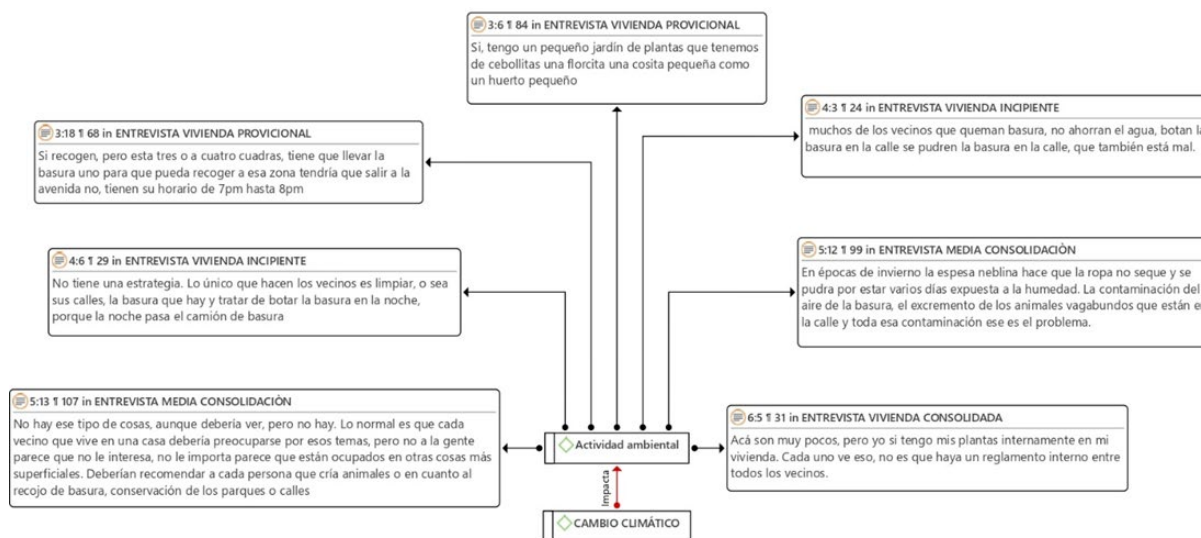 3:6 ¶ 84 in ENTREVISTA VIVIENDA PROVICIONAL
Si, tengo un pequeño jardín de plantas que tenemos
de cebollitas una florcita una cosita pequeña como
un huerto pequeño
4:3 ¶ 24 in ENTREVISTA VIVIENDA INCIPIENTE
muchos de los vecinos que queman basura, no ahorran el agua, botan la
basura en la calle se pudren la basura en la calle, que también está mal.
3:18 ¶ 68 in ENTREVISTA VIVIENDA PROVICIONAL
Si recogen, pero esta tres o a cuatro cuadras, tiene que llevar la
basura uno para que pueda recoger a esa zona tendría que salir a la
avenida no, tienen su horario de 7pm hasta 8pm
4:6 ¶ 29 in ENTREVISTA VIVIENDA INCIPIENTE
No tiene una estrategia. Lo único que hacen los vecinos es limpiar, o sea
sus calles, la basura que hay y tratar de botar la basura en la noche,
porque la noche pasa el camión de basura
5:12 ¶ 99 in ENTREVISTA MEDIA CONSOLIDACIÒN
En épocas de invierno la espesa neblina hace que la ropa no seque y se
pudra por estar varios días expuesta a la humedad. La contaminación del
aire de la basura, el excremento de los animales vagabundos que están en
la calle y toda esa contaminación ese es el problema.
5:13 ¶ 107 in ENTREVISTA MEDIA CONSOLIDACIÒN
No hay ese tipo de cosas, aunque debería ver, pero no hay. Lo normal es que cada
vecino que vive en una casa debería preocuparse por esos temas, pero no a la gente
parece que no le interesa, no le importa parece que están ocupados en otras cosas más
superficiales. Deberían recomendar a cada persona que cría animales o en cuanto al
recojo de basura, conservación de los parques o calles
6:5 ¶ 31 in ENTREVISTA VIVIENDA CONSOLIDADA
Acá son muy pocos, pero yo si tengo mis plantas internamente en mi
vivienda. Cada uno ve eso, no es que haya un reglamento interno entre
todos los vecinos.
Actividad ambiental
Impacta
CAMBIO CLIMÁTICO